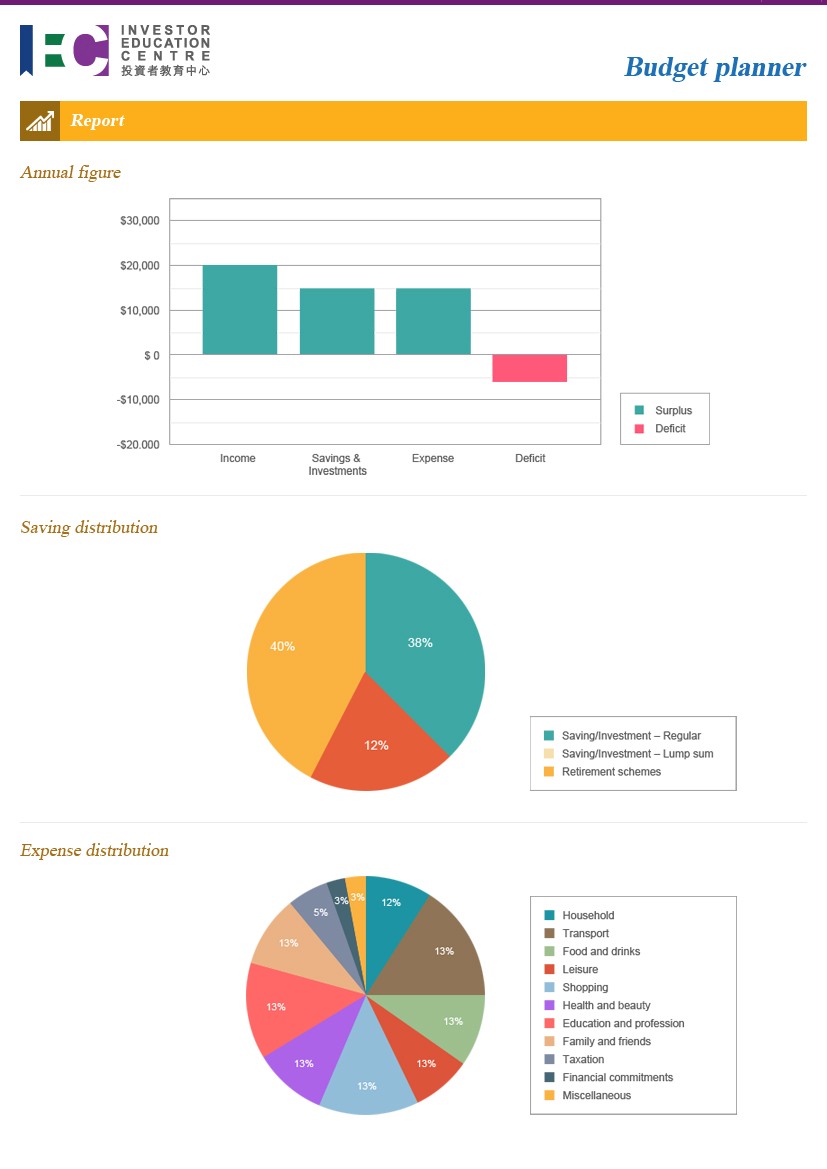 INVESTOR
EDUCATION
CENTRE
投資者教育中心
Budget planner
Report
Annual figure
$30,000
$20,000
$10,000
$ 0
-$10,000
-$20.000
Income
Savings &
Investments
Expense
Deficit
Surplus
Deficit
Saving distribution
40%
38%
12%
Saving/Investment – Regular
Saving/Investment – Lump sum
Retirement schemes
Expense distribution
12%
13%
13%
13%
13%
13%
13%
13%
5%
3%
3%
Household
Transport
Food and drinks
Leisure
Shopping
Health and beauty
Education and profession
Family and friends
Taxation
Financial commitments
Miscellaneous